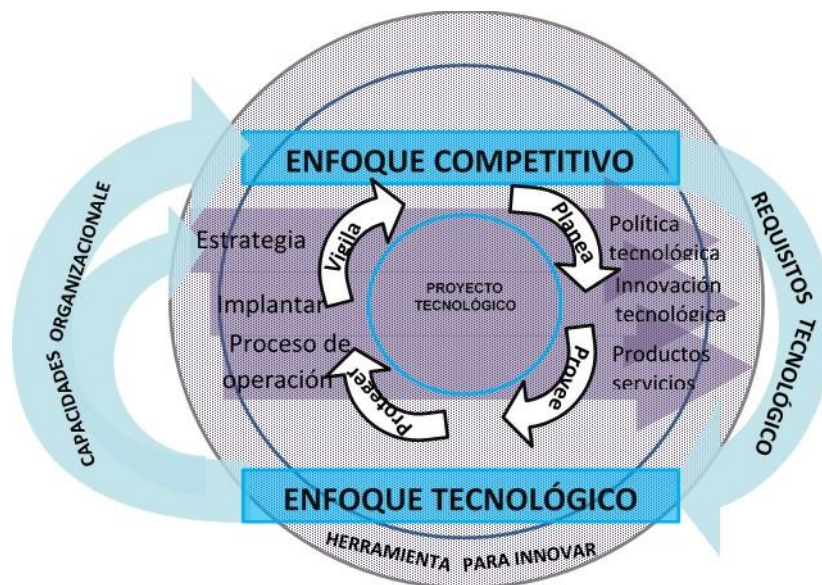 ENFOQUE COMPETITIVO
CAPACIDADES ORGANIZACIONALE
REQUISITOS TECNOLÓGICO
Vigila
Planea
Estrategia
Política
tecnológica
PROYECTO
TECNOLÓGICO
Implantar
Innovación
tecnológica
Proceso de
operación
Productos
servicios
Proteger
Provee
ENFOQUE TECNOLÓGICO
HERRAMIENTA PARA INNOVAR